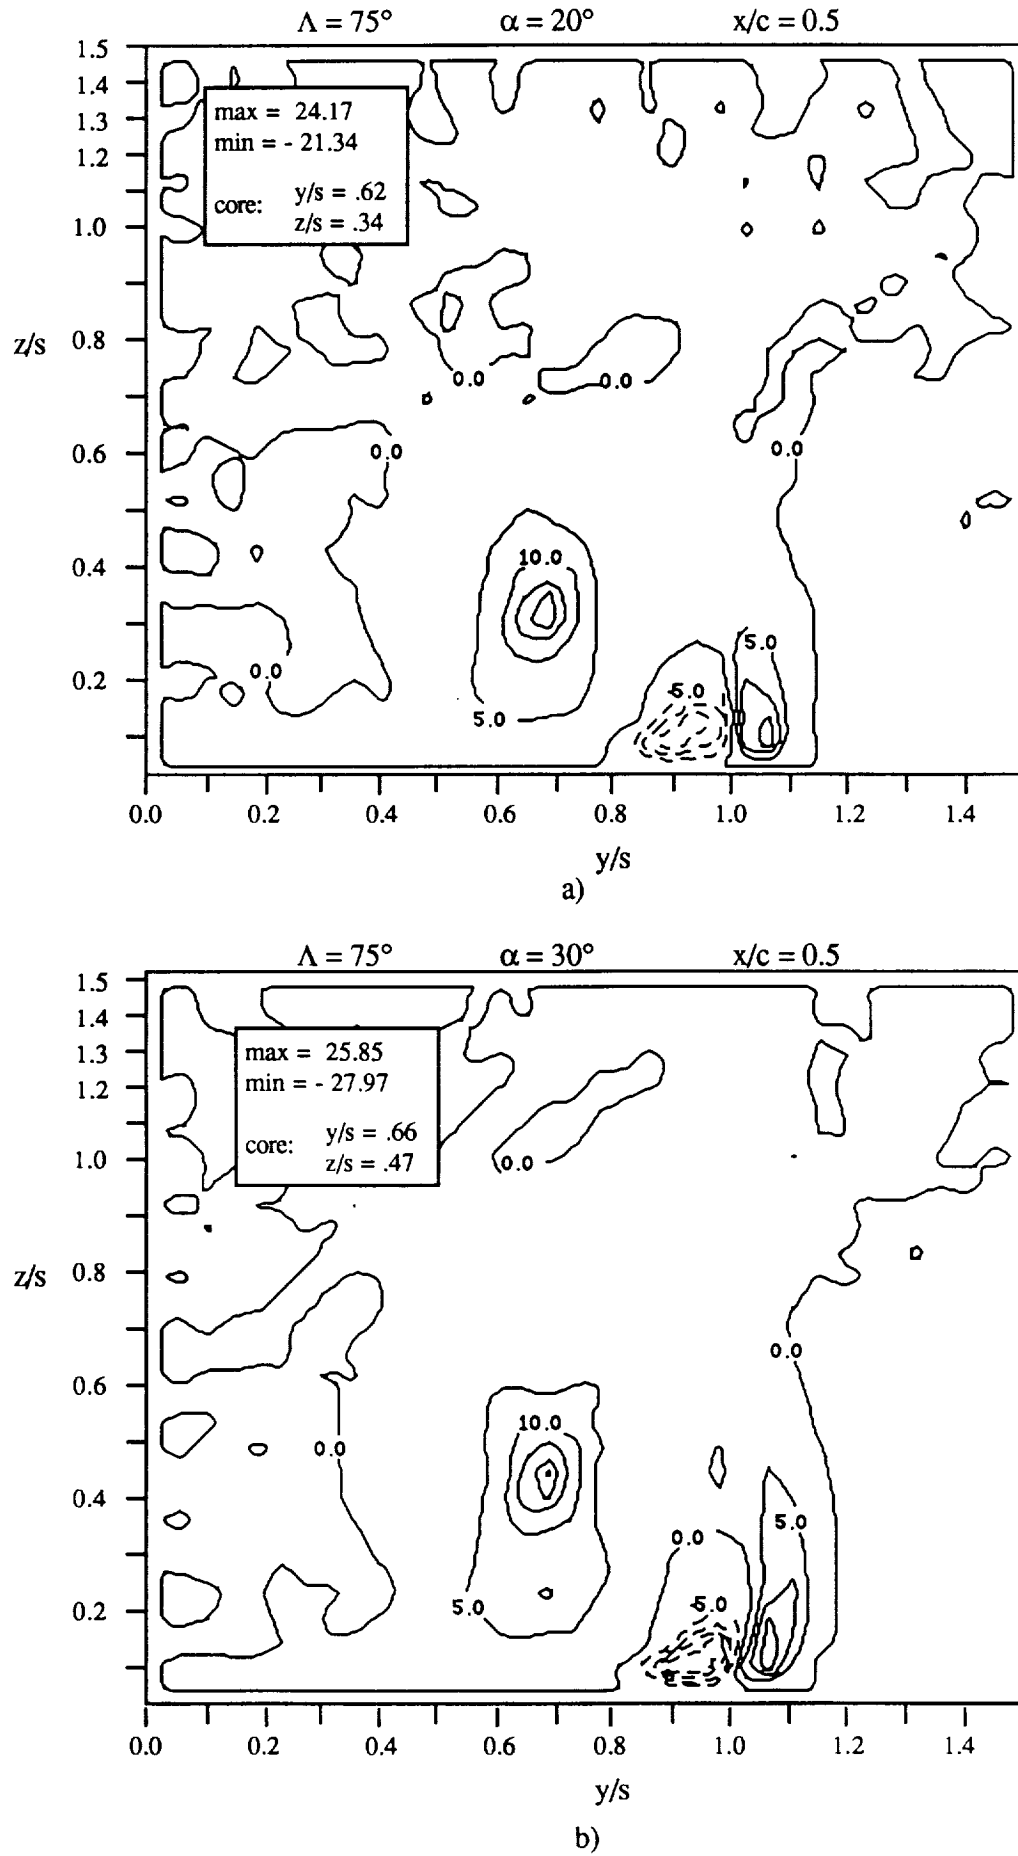 Λ = 75° α = 20° x/c = 0.5
1.5
1.4
1.3
1.2
1.0
0.8
0.6
0.4
0.2
z/s
max = 24.17
min = - 21.34
core: y/s = .62
z/s = .34
0.0
0.0
0.0
0.0
10.0
0.0
5.0
-5.0
5.0
0.0 0.2 0.4 0.6 0.8 1.0 1.2 1.4
y/s
a)
Λ = 75° α = 30° x/c = 0.5
1.5
1.4
1.3
1.2
1.0
0.8
0.6
0.4
0.2
z/s
max = 25.85
min = - 27.97
core: y/s = .66
z/s = .47
0.0
0.0
10.0
0.0
5.0
0.0
-5.0
5.0
0.0 0.2 0.4 0.6 0.8 1.0 1.2 1.4
y/s
b)